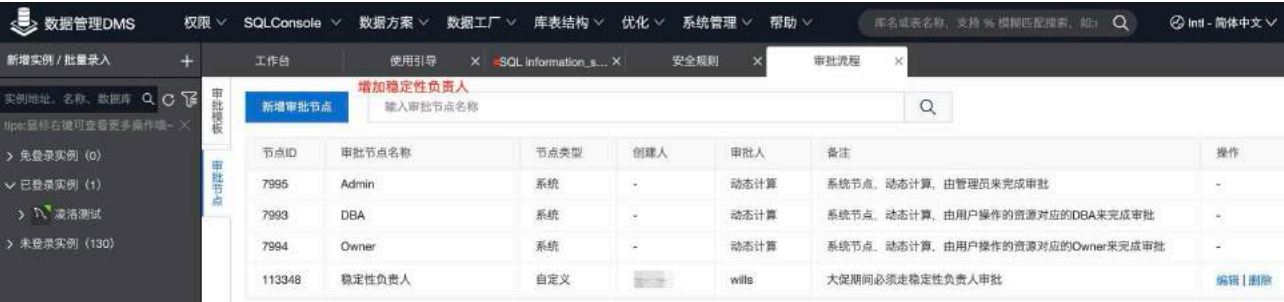 数据管理DMS 权限 SQLConsole 数据方案 数据工厂 库表结构 优化 系统管理 帮助 库名或表名称，支持 % 模糊匹配搜索，如: Intl - 简体中文
新增实例 / 批量录入 + 工作台 使用引导 × SQL information_s... × 安全规则 × 审批流程 ×
增加稳定性负责人
实例地址、名称、数据库 审批模板 新增审批节点 输入审批节点名称
tips:鼠标右键可查看更多操作哦~ ×
节点ID 审批节点名称 节点类型 创建人 审批人 备注 操作
免登录实例 (0)
审批节点
7995 Admin 系统 - 动态计算 系统节点，动态计算，由管理员来完成审批 -
已登录实例 (1)
7993 DBA 系统 - 动态计算 系统节点，动态计算，由用户操作的资源对应的DBA来完成审批 -
凌洛测试
7994 Owner 系统 - 动态计算 系统节点，动态计算，由用户操作的资源对应的Owner来完成审批 -
未登录实例 (130)
113348 稳定性负责人 自定义 wills 大促期间必须走稳定性负责人审批 编辑 | 删除